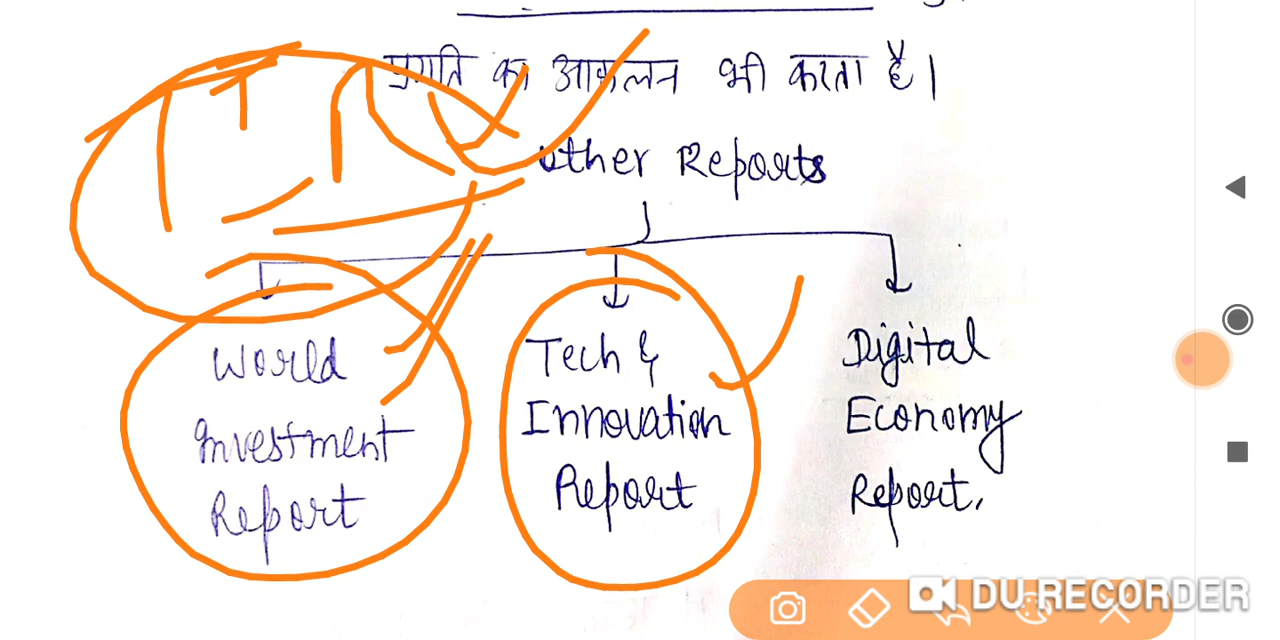 प्रगति का आकलन भी करता है।
Other Reports
World
Investment
Report
Tech &
Innovation
Report
Digital
Economy
Report.
DU RECORDER